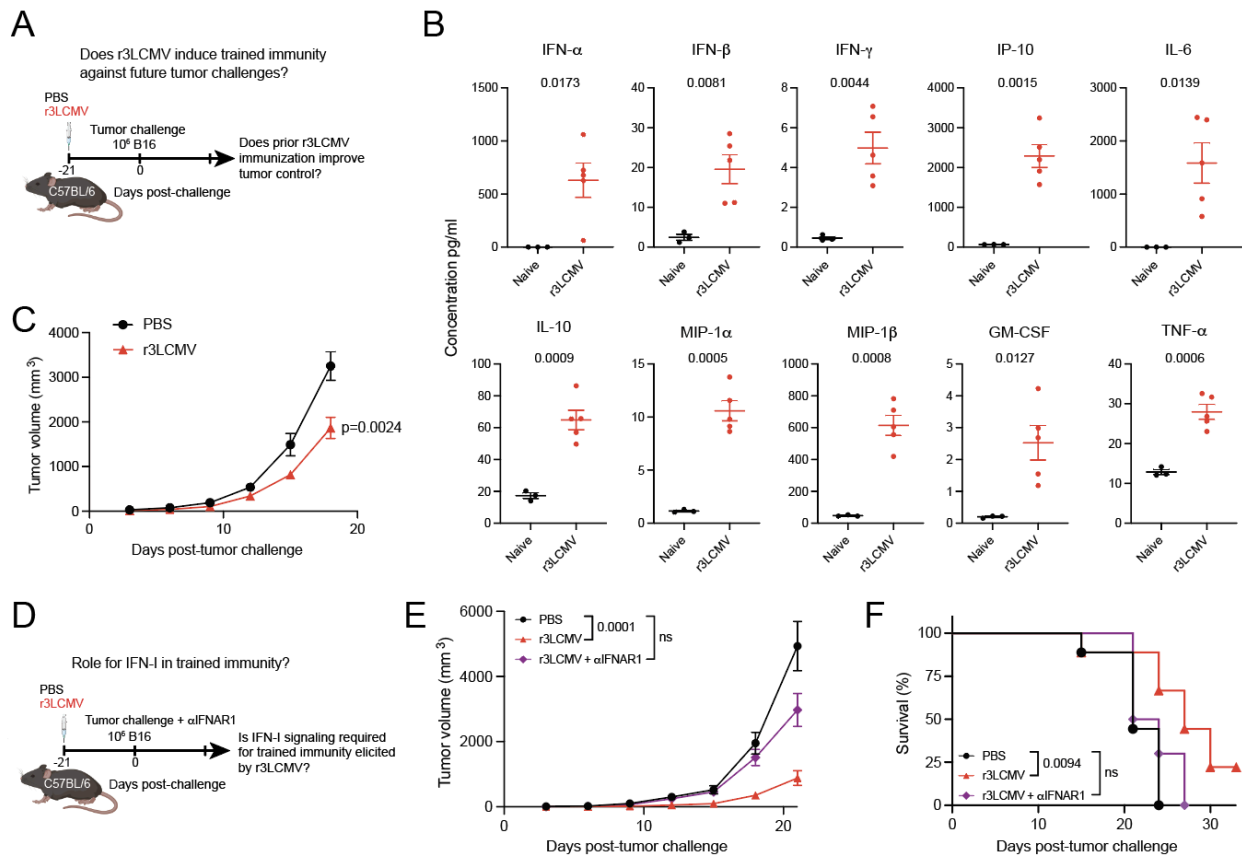 A
Does r3LCMV induce trained immunity
against future tumor challenges?
PBS
r3LCMV
Tumor challenge
10⁶ B16
-21
0
Days post-challenge
C57BL/6
Does prior r3LCMV
immunization improve
tumor control?
B
Concentration pg/ml
IFN-α
0.0173
1500
1000
500
0
Naive
r3LCMV
IFN-β
0.0081
40
30
20
10
0
Naive
r3LCMV
IFN-γ
0.0044
8
6
4
2
0
Naive
r3LCMV
IP-10
0.0015
4000
3000
2000
1000
0
Naive
r3LCMV
IL-6
0.0139
3000
2000
1000
0
Naive
r3LCMV
IL-10
0.0009
100
80
60
40
20
0
Naive
r3LCMV
MIP-1α
0.0005
15
10
5
0
Naive
r3LCMV
MIP-1β
0.0008
1000
800
600
400
200
0
Naive
r3LCMV
GM-CSF
0.0127
5
4
3
2
1
0
Naive
r3LCMV
TNF-α
0.0006
40
30
20
10
0
Naive
r3LCMV
C
PBS
r3LCMV
Tumor volume (mm³)
4000
3000
2000
1000
0
p=0.0024
0
10
20
Days post-tumor challenge
D
Role for IFN-I in trained immunity?
PBS
r3LCMV
Tumor challenge + αIFNAR1
10⁶ B16
-21
0
Days post-challenge
C57BL/6
Is IFN-I signaling required
for trained immunity elicited
by r3LCMV?
E
Tumor volume (mm³)
6000
4000
2000
0
PBS
r3LCMV
r3LCMV + αIFNAR1
0.0001
ns
0
10
20
Days post-tumor challenge
F
Survival (%)
100
50
0
PBS
r3LCMV
r3LCMV + αIFNAR1
0.0094
ns
0
10
20
30
Days post-tumor challenge